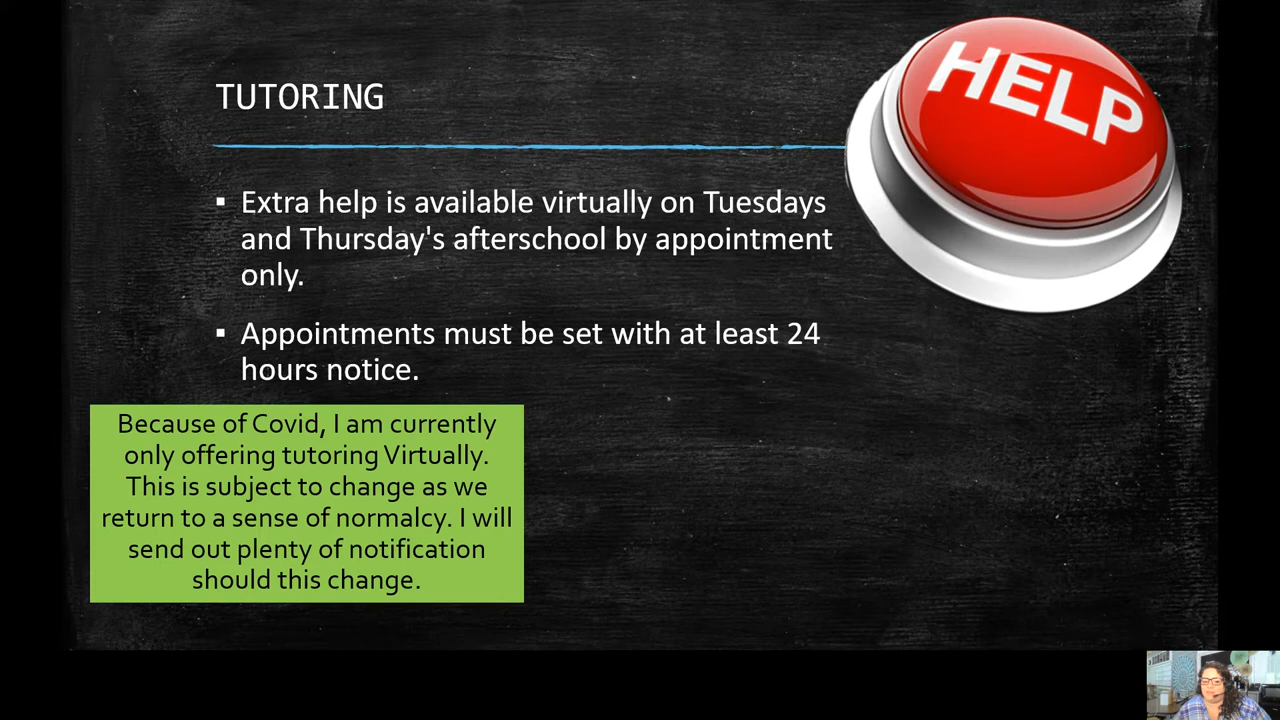 TUTORING
HELP
▪ Extra help is available virtually on Tuesdays
and Thursday's afterschool by appointment
only.
▪ Appointments must be set with at least 24
hours notice.
Because of Covid, I am currently
only offering tutoring Virtually.
This is subject to change as we
return to a sense of normalcy. I will
send out plenty of notification
should this change.